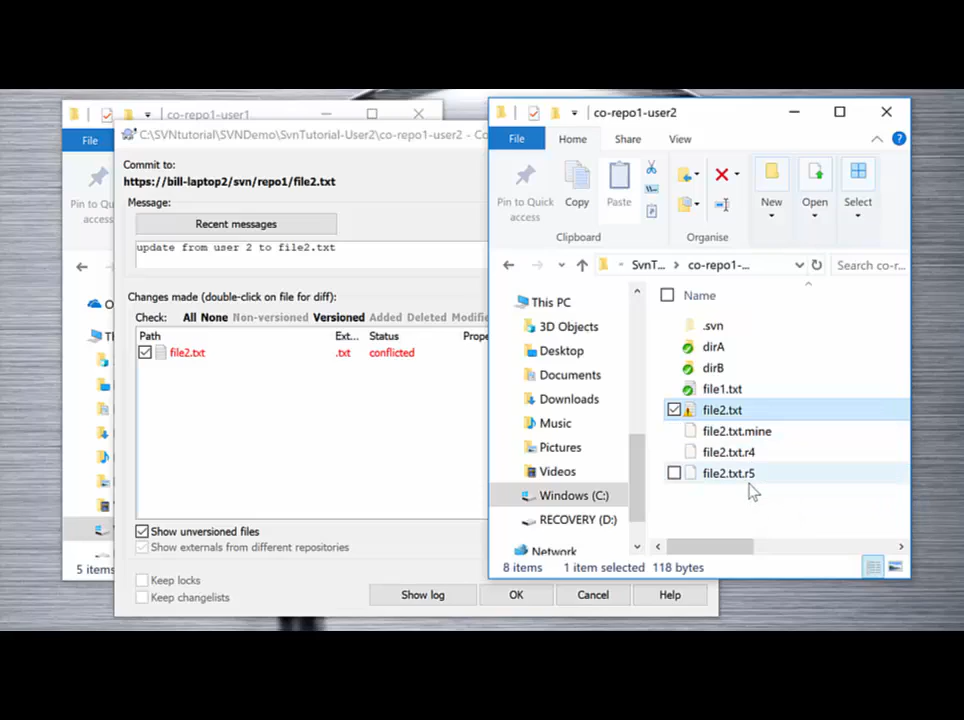 co-repo1-user1
File
Pin to Quick
access
5 items
C:\SVNtutorial\SVNDemo\SvnTutorial-User2\co-repo1-user2 - Co
Commit to:
https://bill-laptop2/svn/repo1/file2.txt
Message:
Recent messages
update from user 2 to file2.txt
Changes made (double-click on file for diff):
Check: All None Non-versioned Versioned Added Deleted Modifie
Path Ext... Status Prope
file2.txt .txt conflicted
Show unversioned files
Show externals from different repositories
Keep locks
Keep changelists
Show log OK Cancel Help
co-repo1-user2
File Home Share View
Pin to Quick
access
Copy
Paste
New
Open
Select
Clipboard Organise
SvnT... co-repo1-... Search co-r...
This PC
3D Objects
Desktop
Documents
Downloads
Music
Pictures
Videos
Windows (C:)
RECOVERY (D:)
Network
Name
.svn
dirA
dirB
file1.txt
file2.txt
file2.txt.mine
file2.txt.r4
file2.txt.r5
8 items 1 item selected 118 bytes